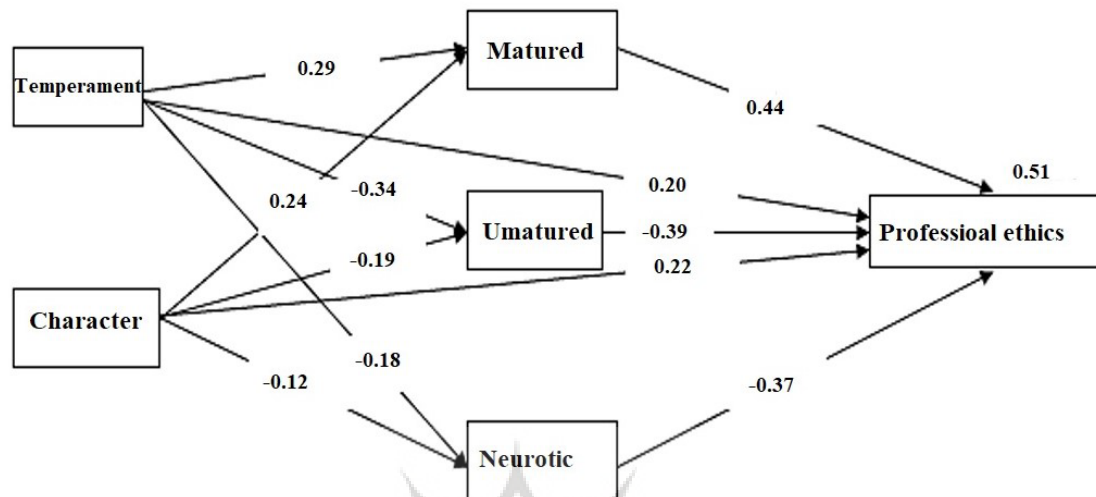 Matured
0.29
Temperament
0.44
0.51
-0.34
0.20
0.24
Umatured
-0.39
Professioal ethics
-0.19
0.22
Character
-0.18
-0.12
-0.37
Neurotic